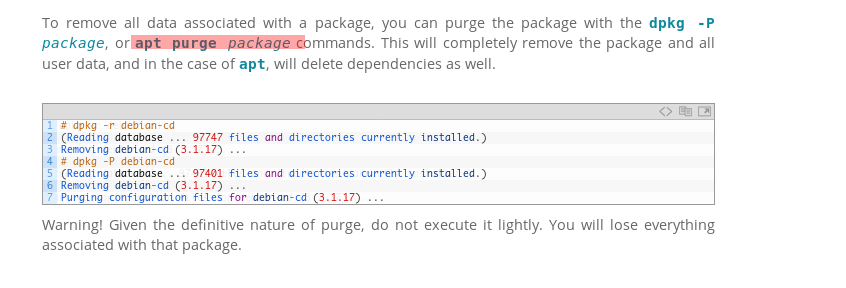 To remove all data associated with a package, you can purge the package with the dpkg -P
package, or apt purge package commands. This will completely remove the package and all
user data, and in the case of apt, will delete dependencies as well.
1 # dpkg -r debian-cd
2 (Reading database ... 97747 files and directories currently installed.)
3 Removing debian-cd (3.1.17) ...
4 # dpkg -P debian-cd
5 (Reading database ... 97401 files and directories currently installed.)
6 Removing debian-cd (3.1.17) ...
7 Purging configuration files for debian-cd (3.1.17) ...
Warning! Given the definitive nature of purge, do not execute it lightly. You will lose everything
associated with that package.